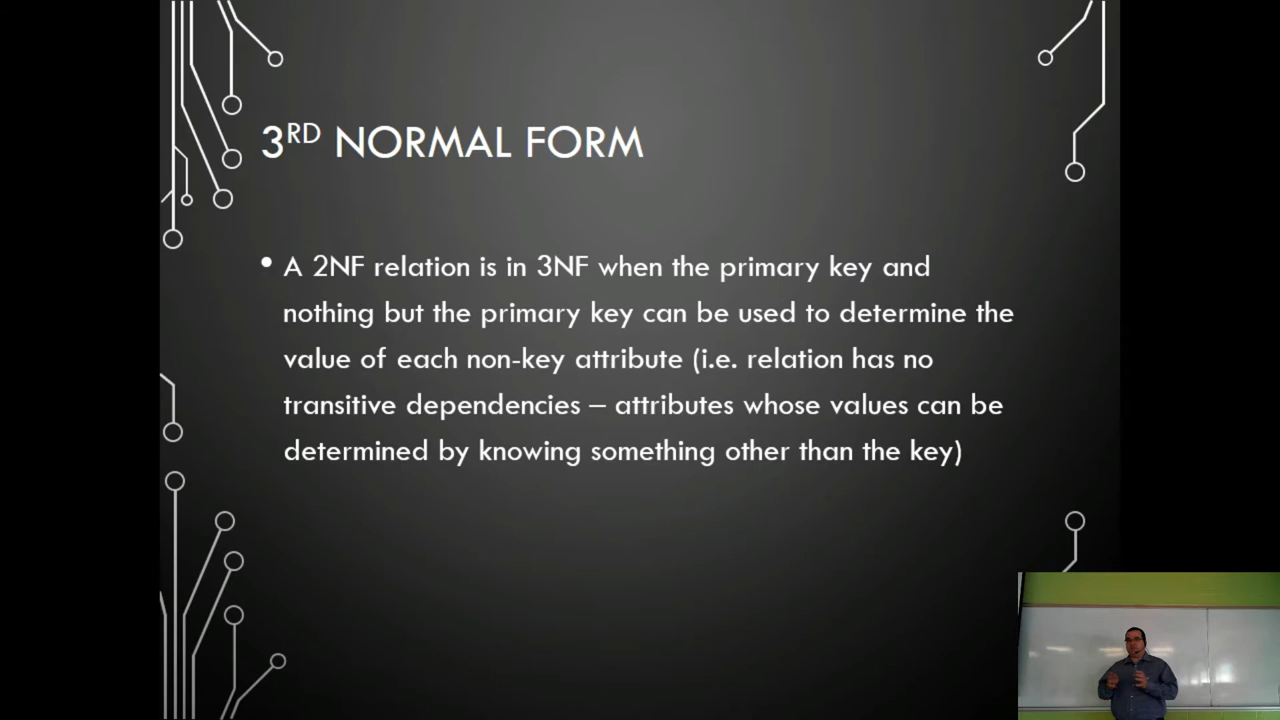 3RD NORMAL FORM
• A 2NF relation is in 3NF when the primary key and
nothing but the primary key can be used to determine the
value of each non-key attribute (i.e. relation has no
transitive dependencies – attributes whose values can be
determined by knowing something other than the key)